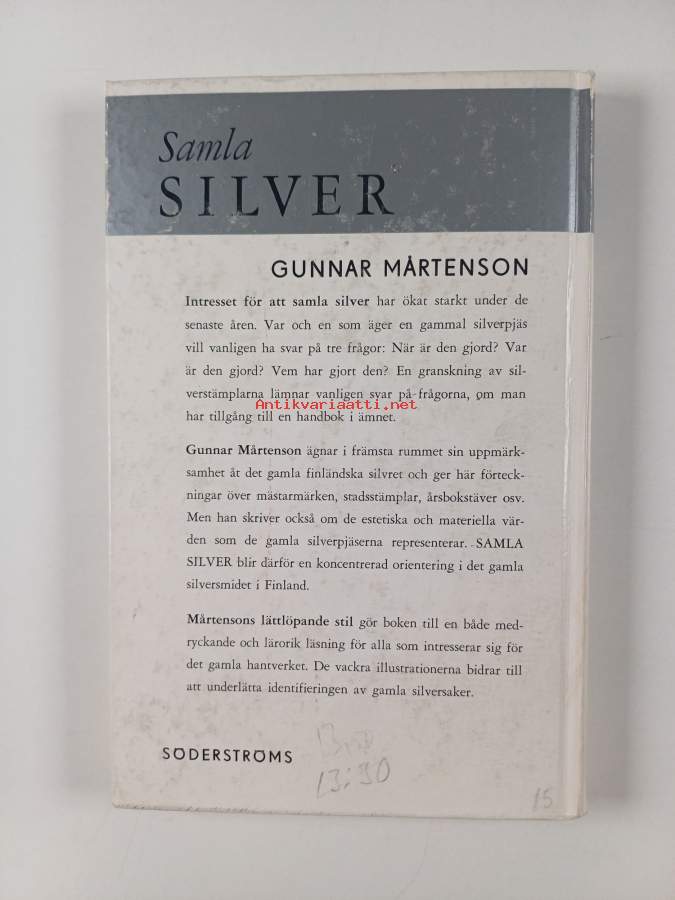 Samla
SILVER
GUNNAR MÅRTENSON
Intresset för att samla silver har ökat starkt under de
senaste åren. Var och en som äger en gammal silverpjäs
vill vanligen ha svar på tre frågor: När är den gjord? Var
är den gjord? Vem har gjort den? En granskning av sil-
verstämplarna lämnar vanligen svar på frågorna, om man
Antikvariaatti.net
har tillgång till en handbok i ämnet.
Gunnar Mårtenson ägnar i främsta rummet sin uppmärk-
samhet åt det gamla finländska silvret och ger här förteck-
ningar över mästarmärken, stadsstämplar, årsbokstäver osv.
Men han skriver också om de estetiska och materiella vär-
den som de gamla silverpjäserna representerar. SAMLA
SILVER blir därför en koncentrerad orientering i det gamla
silversmidet i Finland.
Mårtensons lättlöpande stil gör boken till en både med-
ryckande och lärorik läsning för alla som intresserar sig för
det gamla hantverket. De vackra illustrationerna bidrar till
att underlätta identifieringen av gamla silversaker.
SÖDERSTRÖMS
13:90
15